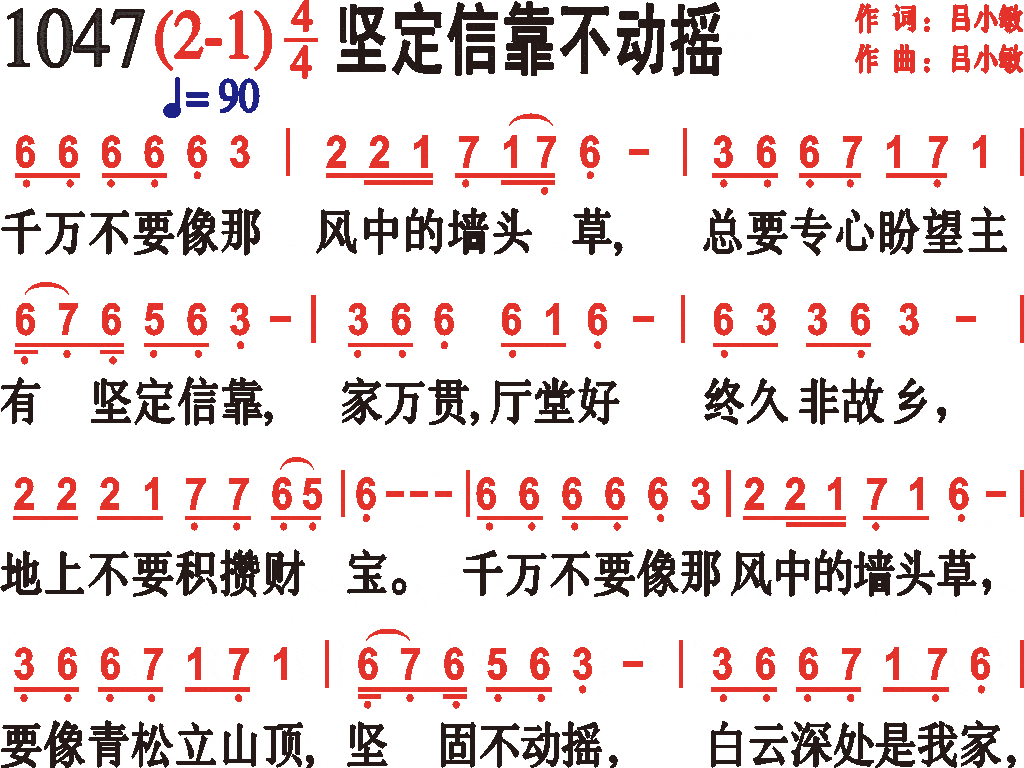 1047 (2-1) 4/4 坚定信靠不动摇 作 词：吕小敏
♩= 90 作 曲：吕小敏
6 6 6 6 6 3 | 2 2 1 7 1 7 6 - | 3 6 6 7 1 7 1 |
千万不要像那 风中的墙头 草, 总要专心盼望主
6 7 6 5 6 3 - | 3 6 6 6 1 6 - | 6 3 3 6 3 - |
有 坚定信靠, 家万贯,厅堂好 终久非故乡,
2 2 2 1 7 7 6 5 | 6 - - - | 6 6 6 6 6 3 | 2 2 1 7 1 6 - |
地上不要积攒财 宝。 千万不要像那风中的墙头草,
3 6 6 7 1 7 1 | 6 7 6 5 6 3 - | 3 6 6 7 1 7 6 |
要像青松立山顶, 坚 固不动摇, 白云深处是我家,